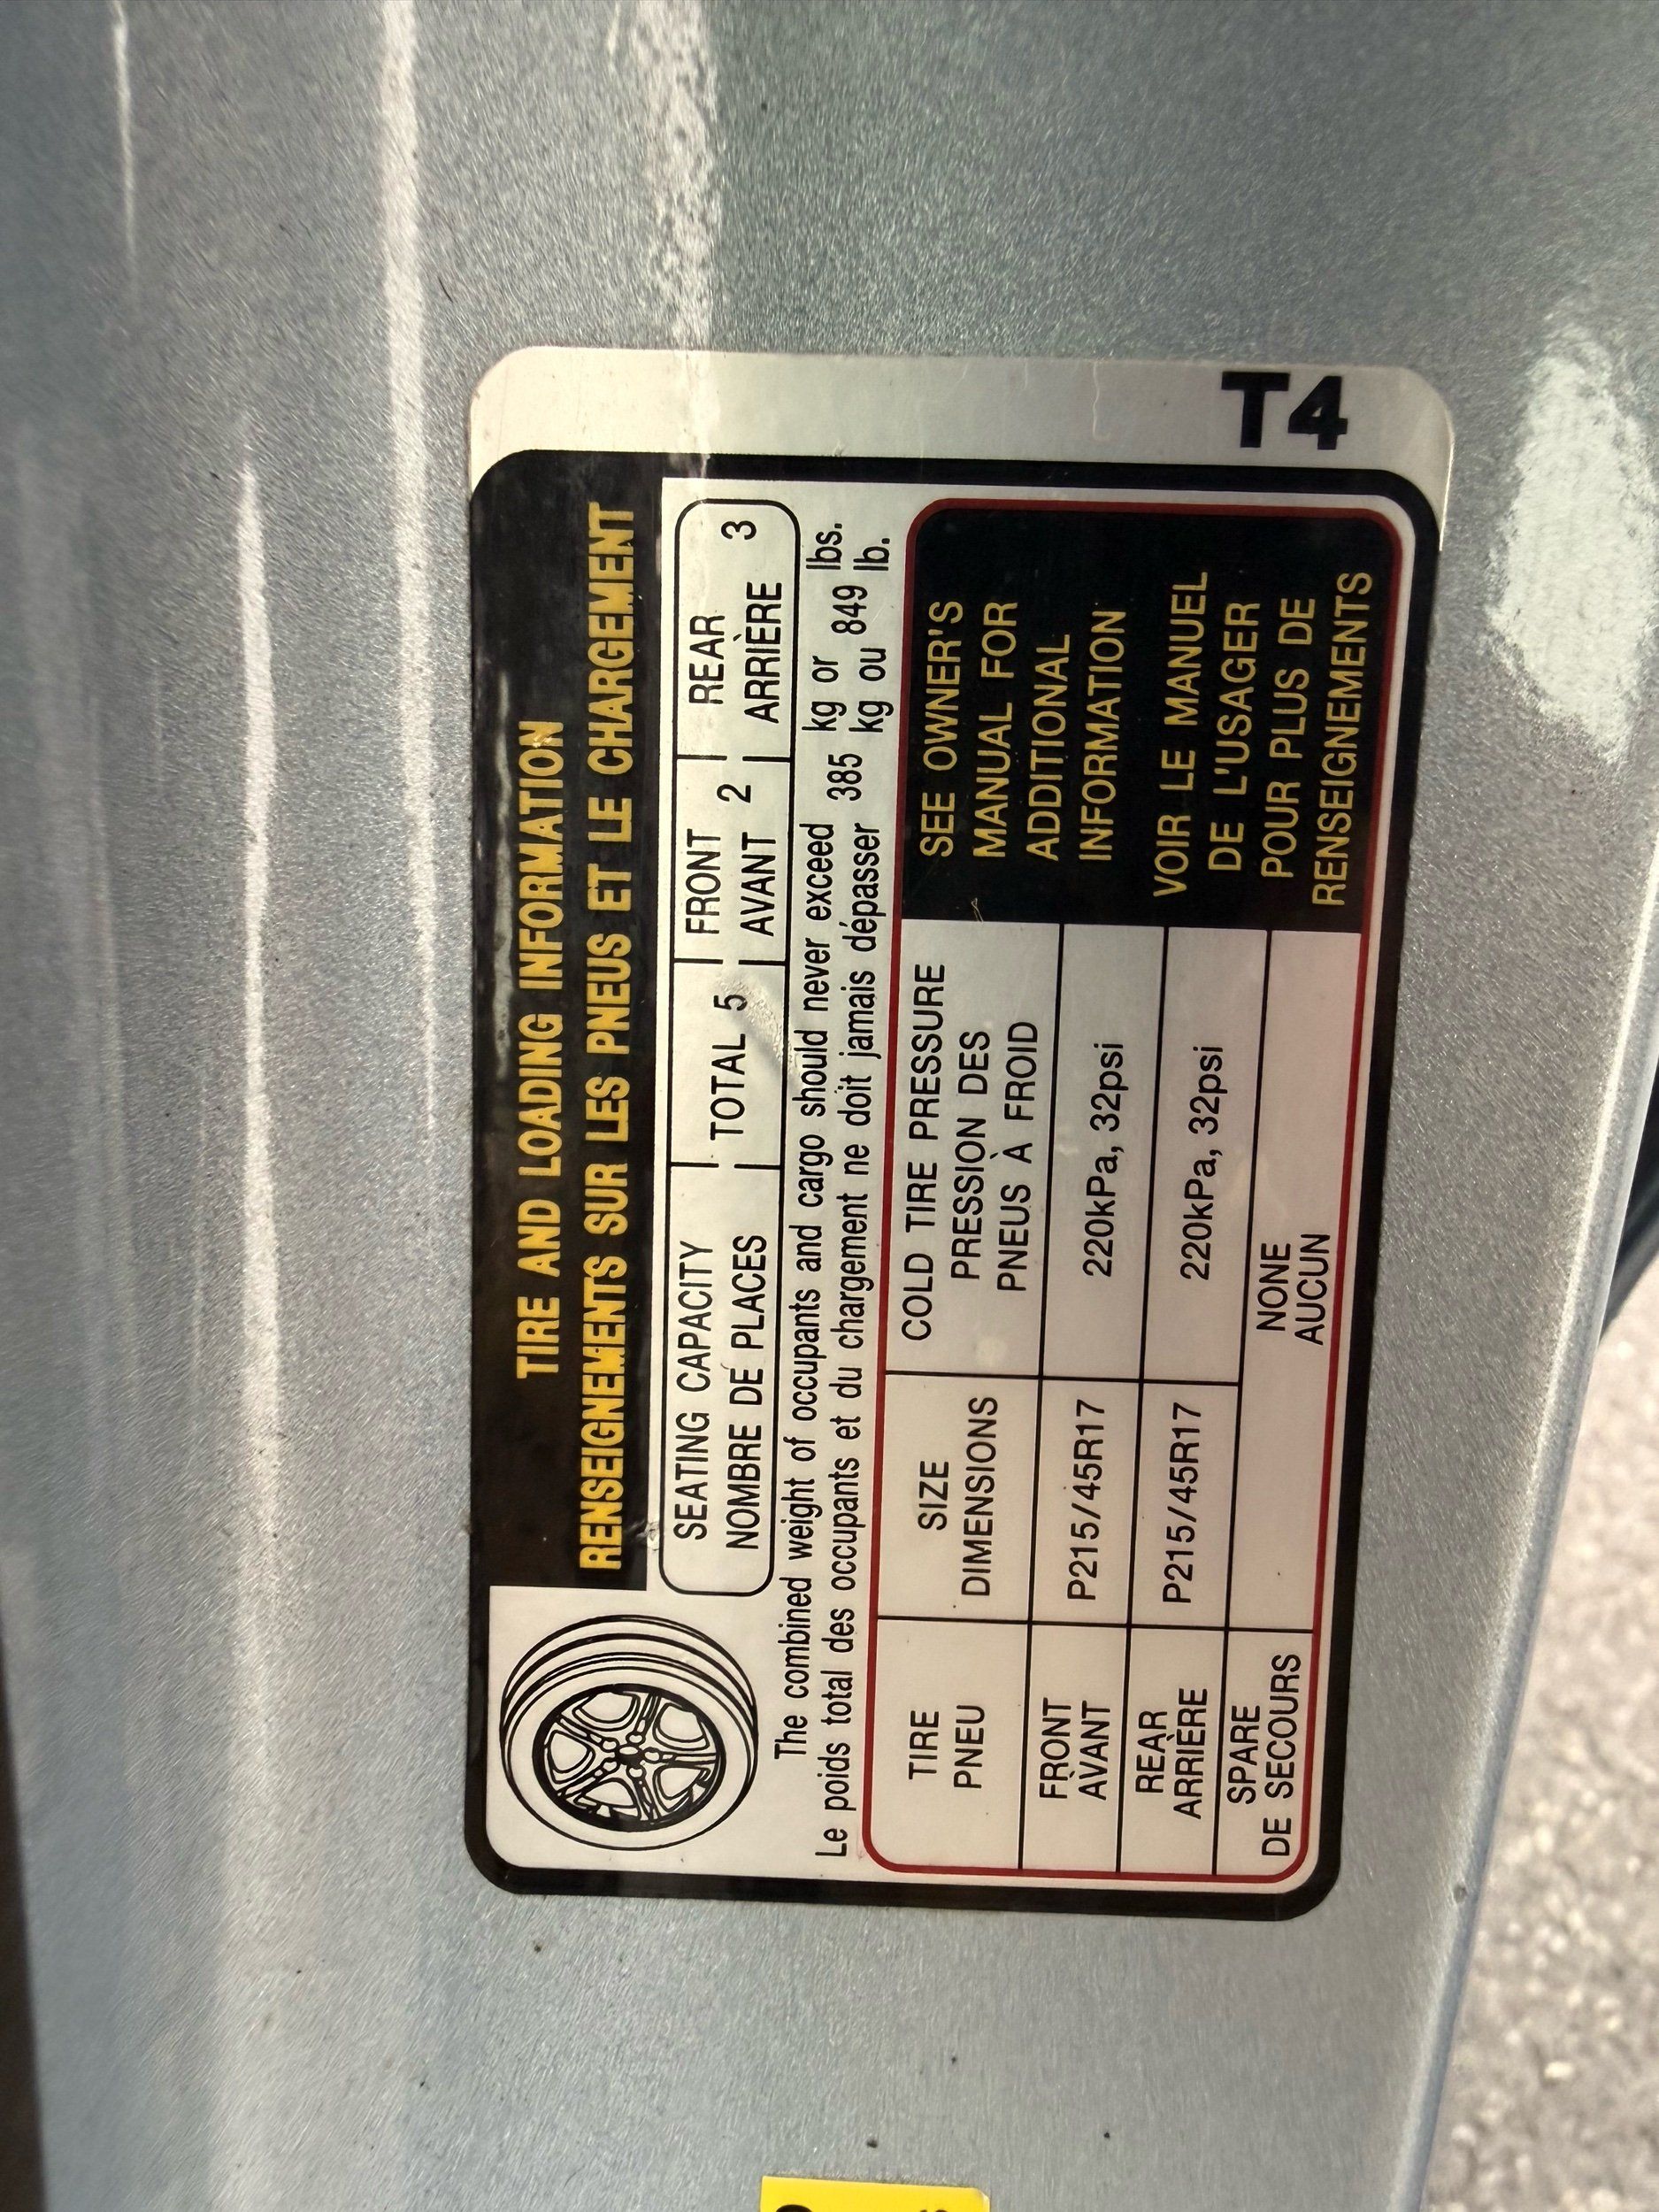 TIRE AND LOADING INFORMATION
RENSEIGNEMENTS SUR LES PNEUS ET LE CHARGEMENT
SEATING CAPACITY
NOMBRE DE PLACES
TOTAL 5
FRONT
AVANT 2
REAR
ARRIÈRE 3
The combined weight of occupants and cargo should never exceed 385 kg or 849 lbs.
Le poids total des occupants et du chargement ne doit jamais dépasser kg ou lb.
TIRE
PNEU
SIZE
DIMENSIONS
COLD TIRE PRESSURE
PRESSION DES
PNEUS À FROID
FRONT
AVANT
P215/45R17
220kPa, 32psi
REAR
ARRIÈRE
P215/45R17
220kPa, 32psi
SPARE
DE SECOURS
NONE
AUCUN
SEE OWNER'S
MANUAL FOR
ADDITIONAL
INFORMATION
VOIR LE MANUEL
DE L'USAGER
POUR PLUS DE
RENSEIGNEMENTS
T4